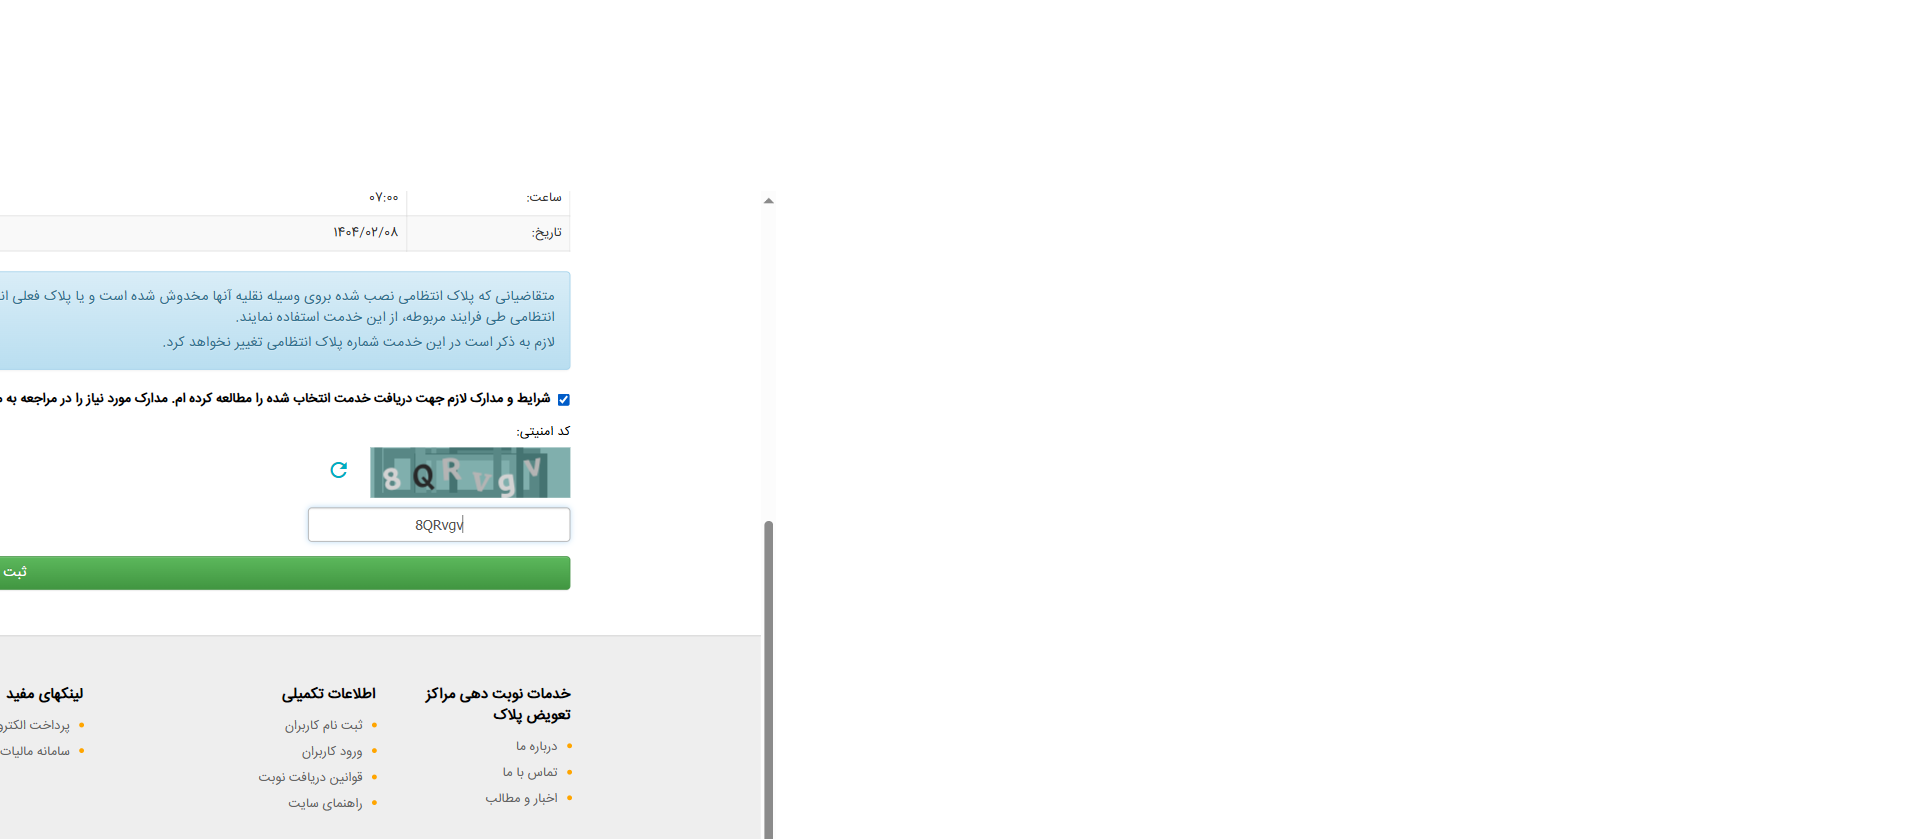 ساعت: ۰۷:۰۰
تاریخ: ۱۴۰۴/۰۲/۰۸
متقاضیانی که پلاک انتظامی نصب شده بروی وسیله نقلیه آنها مخدوش شده است و یا پلاک فعلی
انتظامی طی فرایند مربوطه، از این خدمت استفاده نمایند.
لازم به ذکر است در این خدمت شماره پلاک انتظامی تغییر نخواهد کرد.
شرایط و مدارک لازم جهت دریافت خدمت انتخاب شده را مطالعه کرده ام. مدارک مورد نیاز را در مراجعه به
کد امنیتی:
8QRvgv
8QRvgv
ثبت
خدمات نوبت دهی مراکز
تعویض پلاک
درباره ما
تماس با ما
اخبار و مطالب
اطلاعات تکمیلی
ثبت نام کاربران
ورود کاربران
قوانین دریافت نوبت
راهنمای سایت
لینکهای مفید
پرداخت
سامانه مالیات